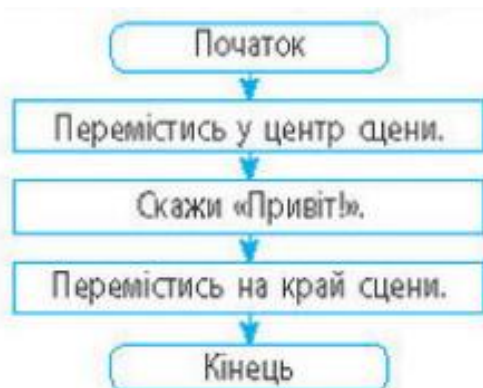 Початок
Перемістись у центр сцени.
Скажи «Привіт!».
Перемістись на край сцени.
Кінець